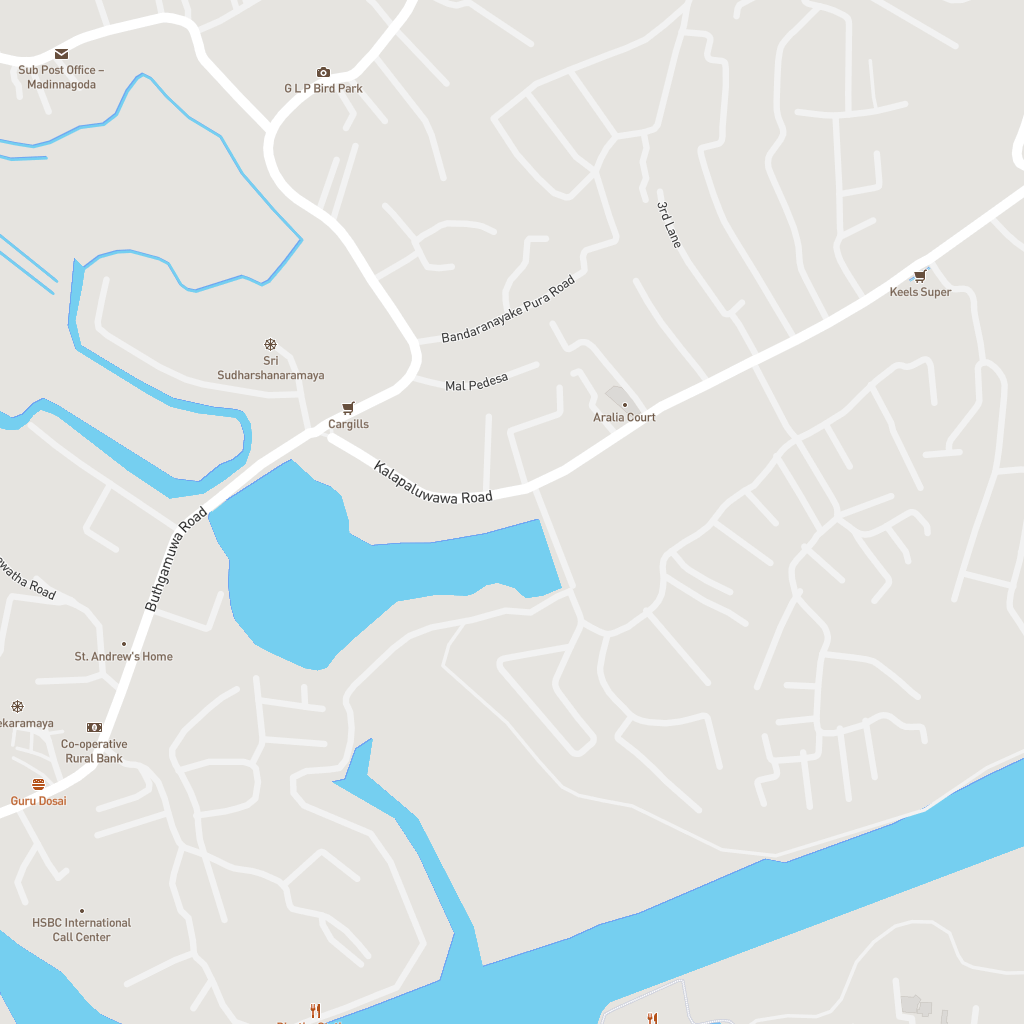 Sub Post Office –
Madinnagoda
G L P Bird Park
3rd Lane
Keels Super
Bandaranayake Pura Road
Sri
Sudharshanaramaya
Mal Pedesa
Cargills
Aralia Court
Kalapaluwawa Road
Buthgamuwa Road
ewatha Road
St. Andrew's Home
ekaramaya
Co-operative
Rural Bank
Guru Dosai
HSBC International
Call Center